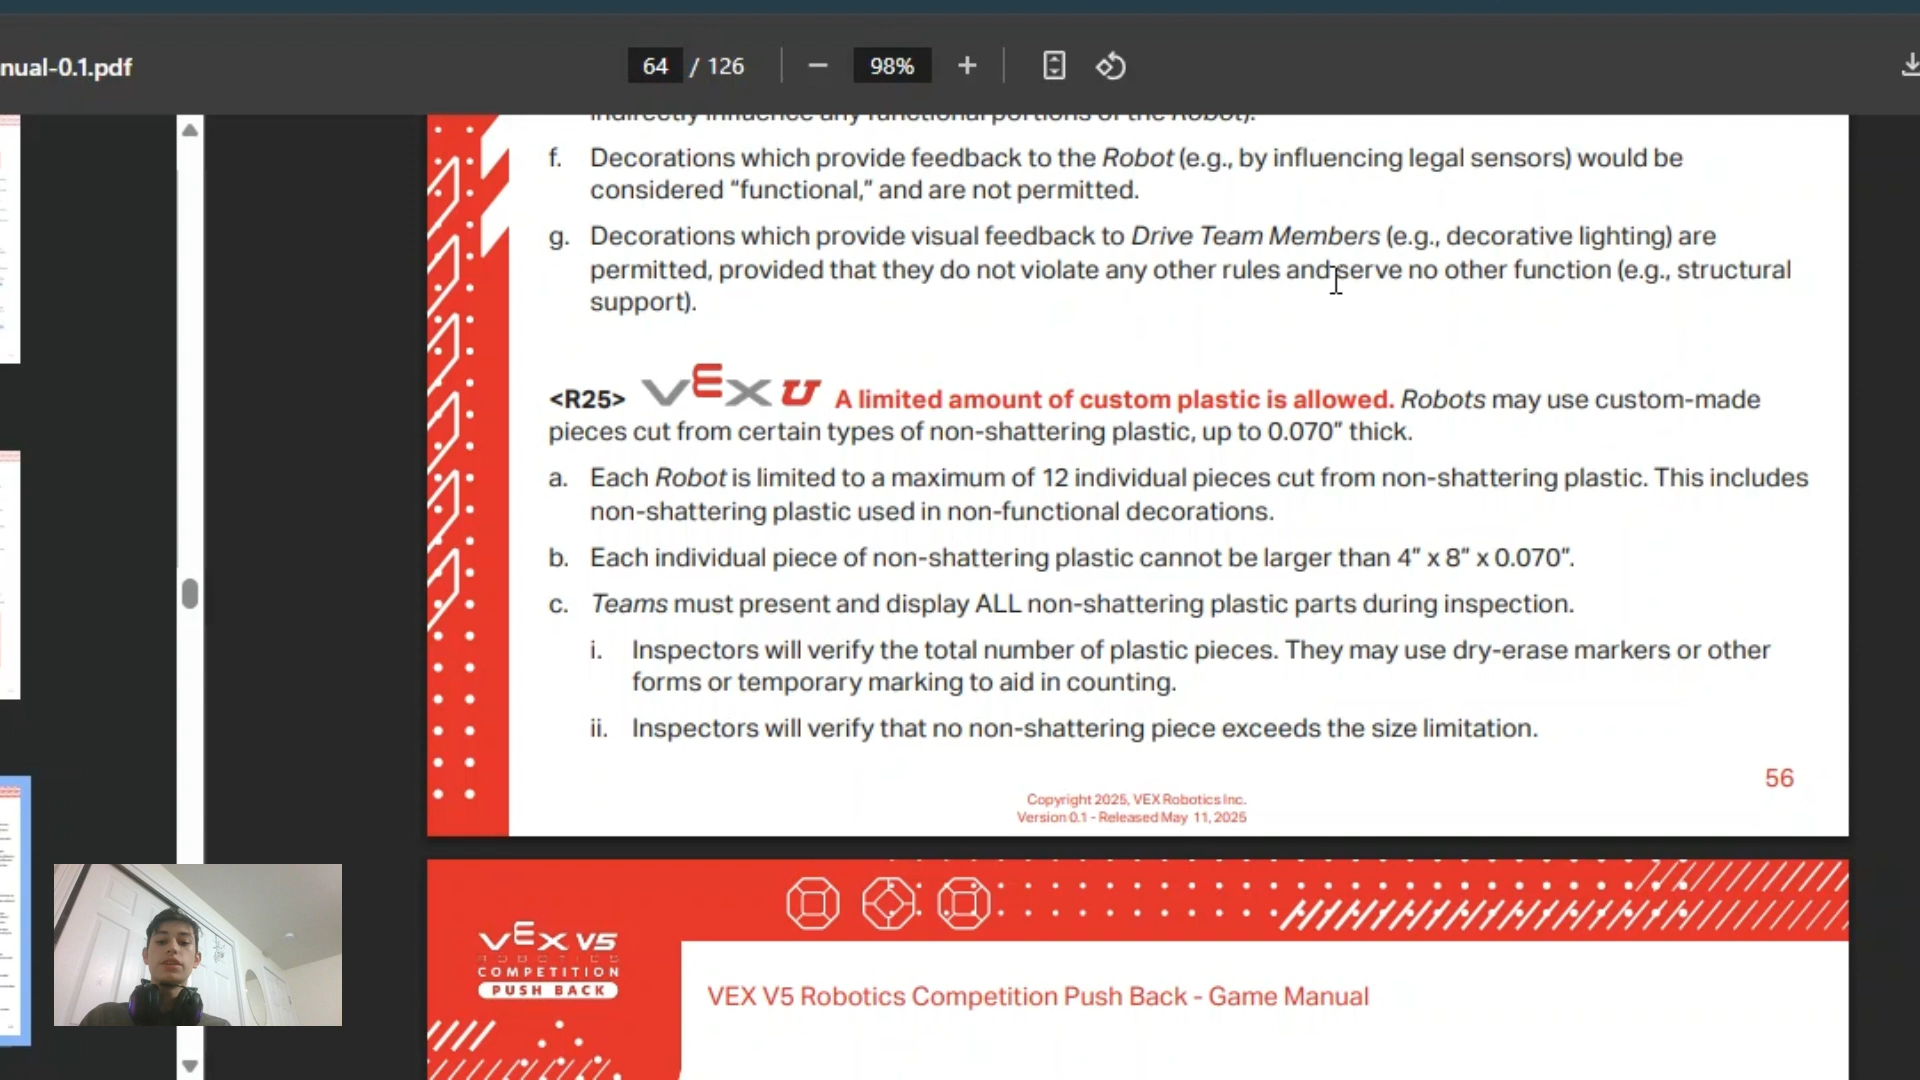 nual-0.1.pdf
64 / 126
98%
indirectly influence any functional portions of the Robot).
f. Decorations which provide feedback to the Robot (e.g., by influencing legal sensors) would be
considered “functional,” and are not permitted.
g. Decorations which provide visual feedback to Drive Team Members (e.g., decorative lighting) are
permitted, provided that they do not violate any other rules and serve no other function (e.g., structural
support).
<R25> VEX U A limited amount of custom plastic is allowed. Robots may use custom-made
pieces cut from certain types of non-shattering plastic, up to 0.070” thick.
a. Each Robot is limited to a maximum of 12 individual pieces cut from non-shattering plastic. This includes
non-shattering plastic used in non-functional decorations.
b. Each individual piece of non-shattering plastic cannot be larger than 4” x 8” x 0.070”.
c. Teams must present and display ALL non-shattering plastic parts during inspection.
i. Inspectors will verify the total number of plastic pieces. They may use dry-erase markers or other
forms or temporary marking to aid in counting.
ii. Inspectors will verify that no non-shattering piece exceeds the size limitation.
56
Copyright 2025, VEX Robotics Inc.
Version 0.1 - Released May 11, 2025
VEX V5
ROBOTICS
COMPETITION
PUSH BACK
VEX V5 Robotics Competition Push Back - Game Manual